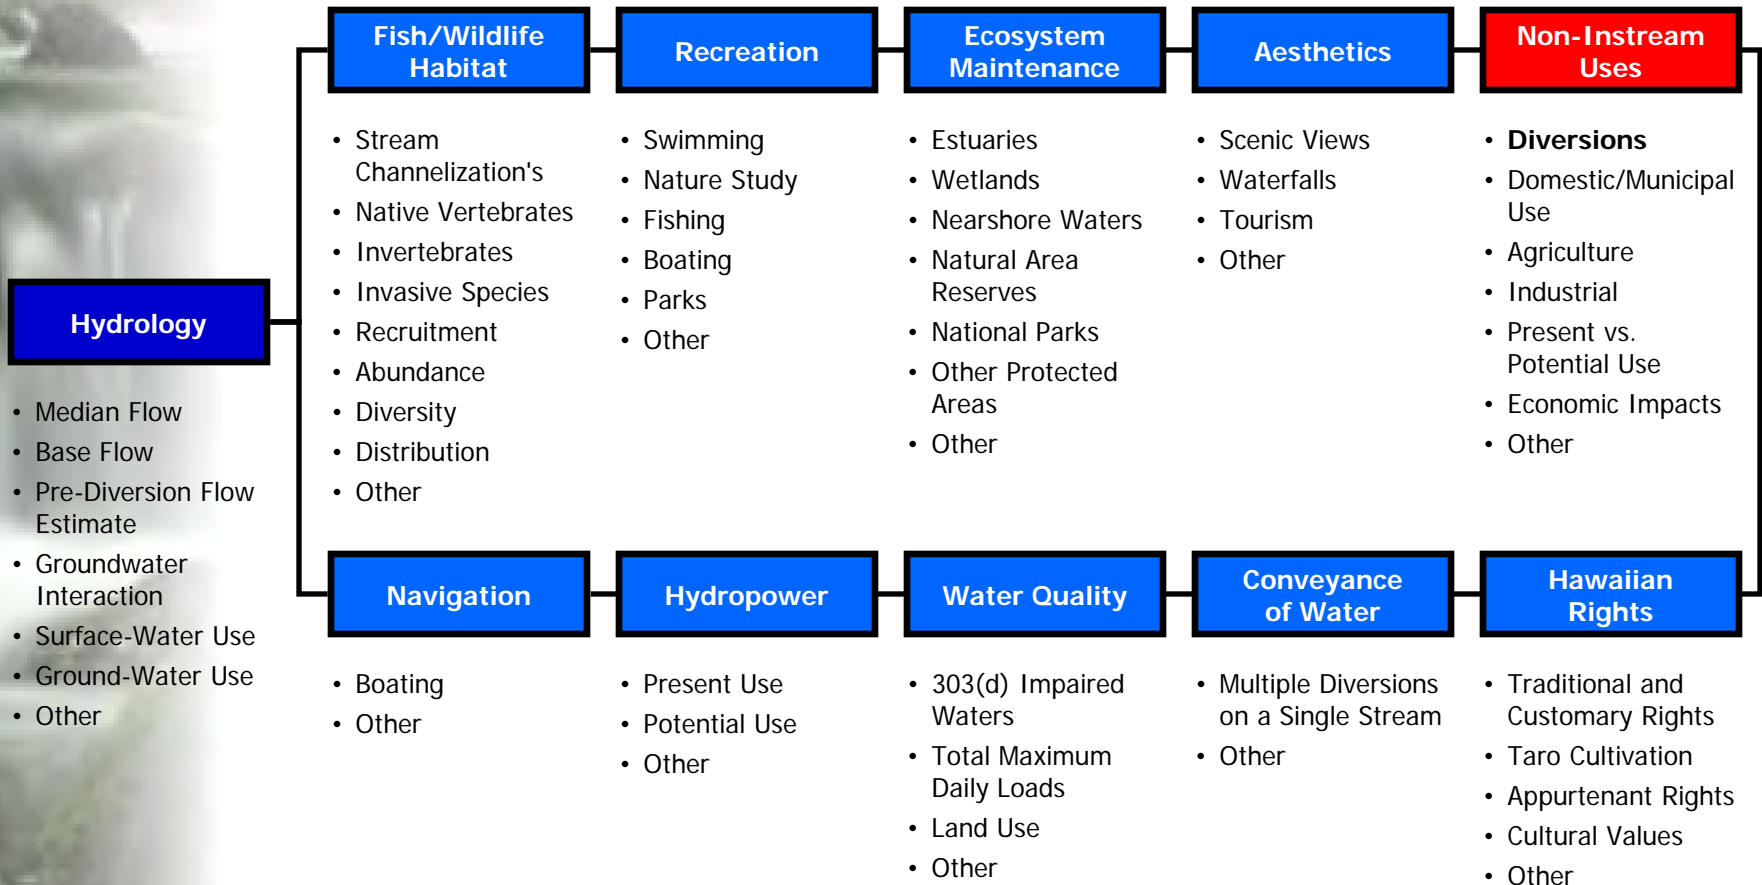 Fish/Wildlife
Habitat
• Stream
Channelization's
• Native Vertebrates
• Invertebrates
• Invasive Species
• Recruitment
• Abundance
• Diversity
• Distribution
• Other
Recreation
• Swimming
• Nature Study
• Fishing
• Boating
• Parks
• Other
Ecosystem
Maintenance
• Estuaries
• Wetlands
• Nearshore Waters
• Natural Area
Reserves
• National Parks
• Other Protected
Areas
• Other
Aesthetics
• Scenic Views
• Waterfalls
• Tourism
• Other
Non-Instream
Uses
• Diversions
• Domestic/Municipal
Use
• Agriculture
• Industrial
• Present vs.
Potential Use
• Economic Impacts
• Other
Hydrology
• Median Flow
• Base Flow
• Pre-Diversion Flow
Estimate
• Groundwater
Interaction
• Surface-Water Use
• Ground-Water Use
• Other
Navigation
• Boating
• Other
Hydropower
• Present Use
• Potential Use
• Other
Water Quality
• 303(d) Impaired
Waters
• Total Maximum
Daily Loads
• Land Use
• Other
Conveyance
of Water
• Multiple Diversions
on a Single Stream
• Other
Hawaiian
Rights
• Traditional and
Customary Rights
• Taro Cultivation
• Appurtenant Rights
• Cultural Values
• Other